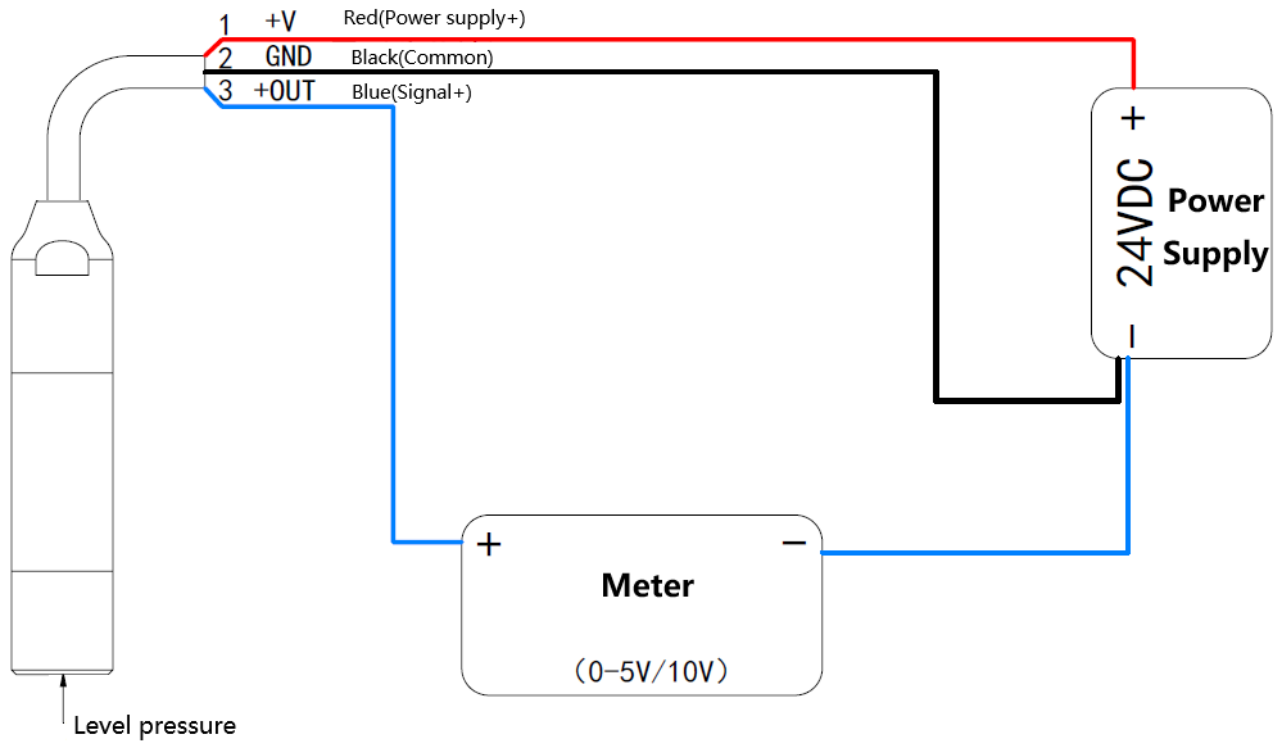 1 +V Red(Power supply+)
2 GND Black(Common)
3 +OUT Blue(Signal+)
+
24VDC
Power
Supply
−
+ −
Meter
(0-5V/10V)
Level pressure